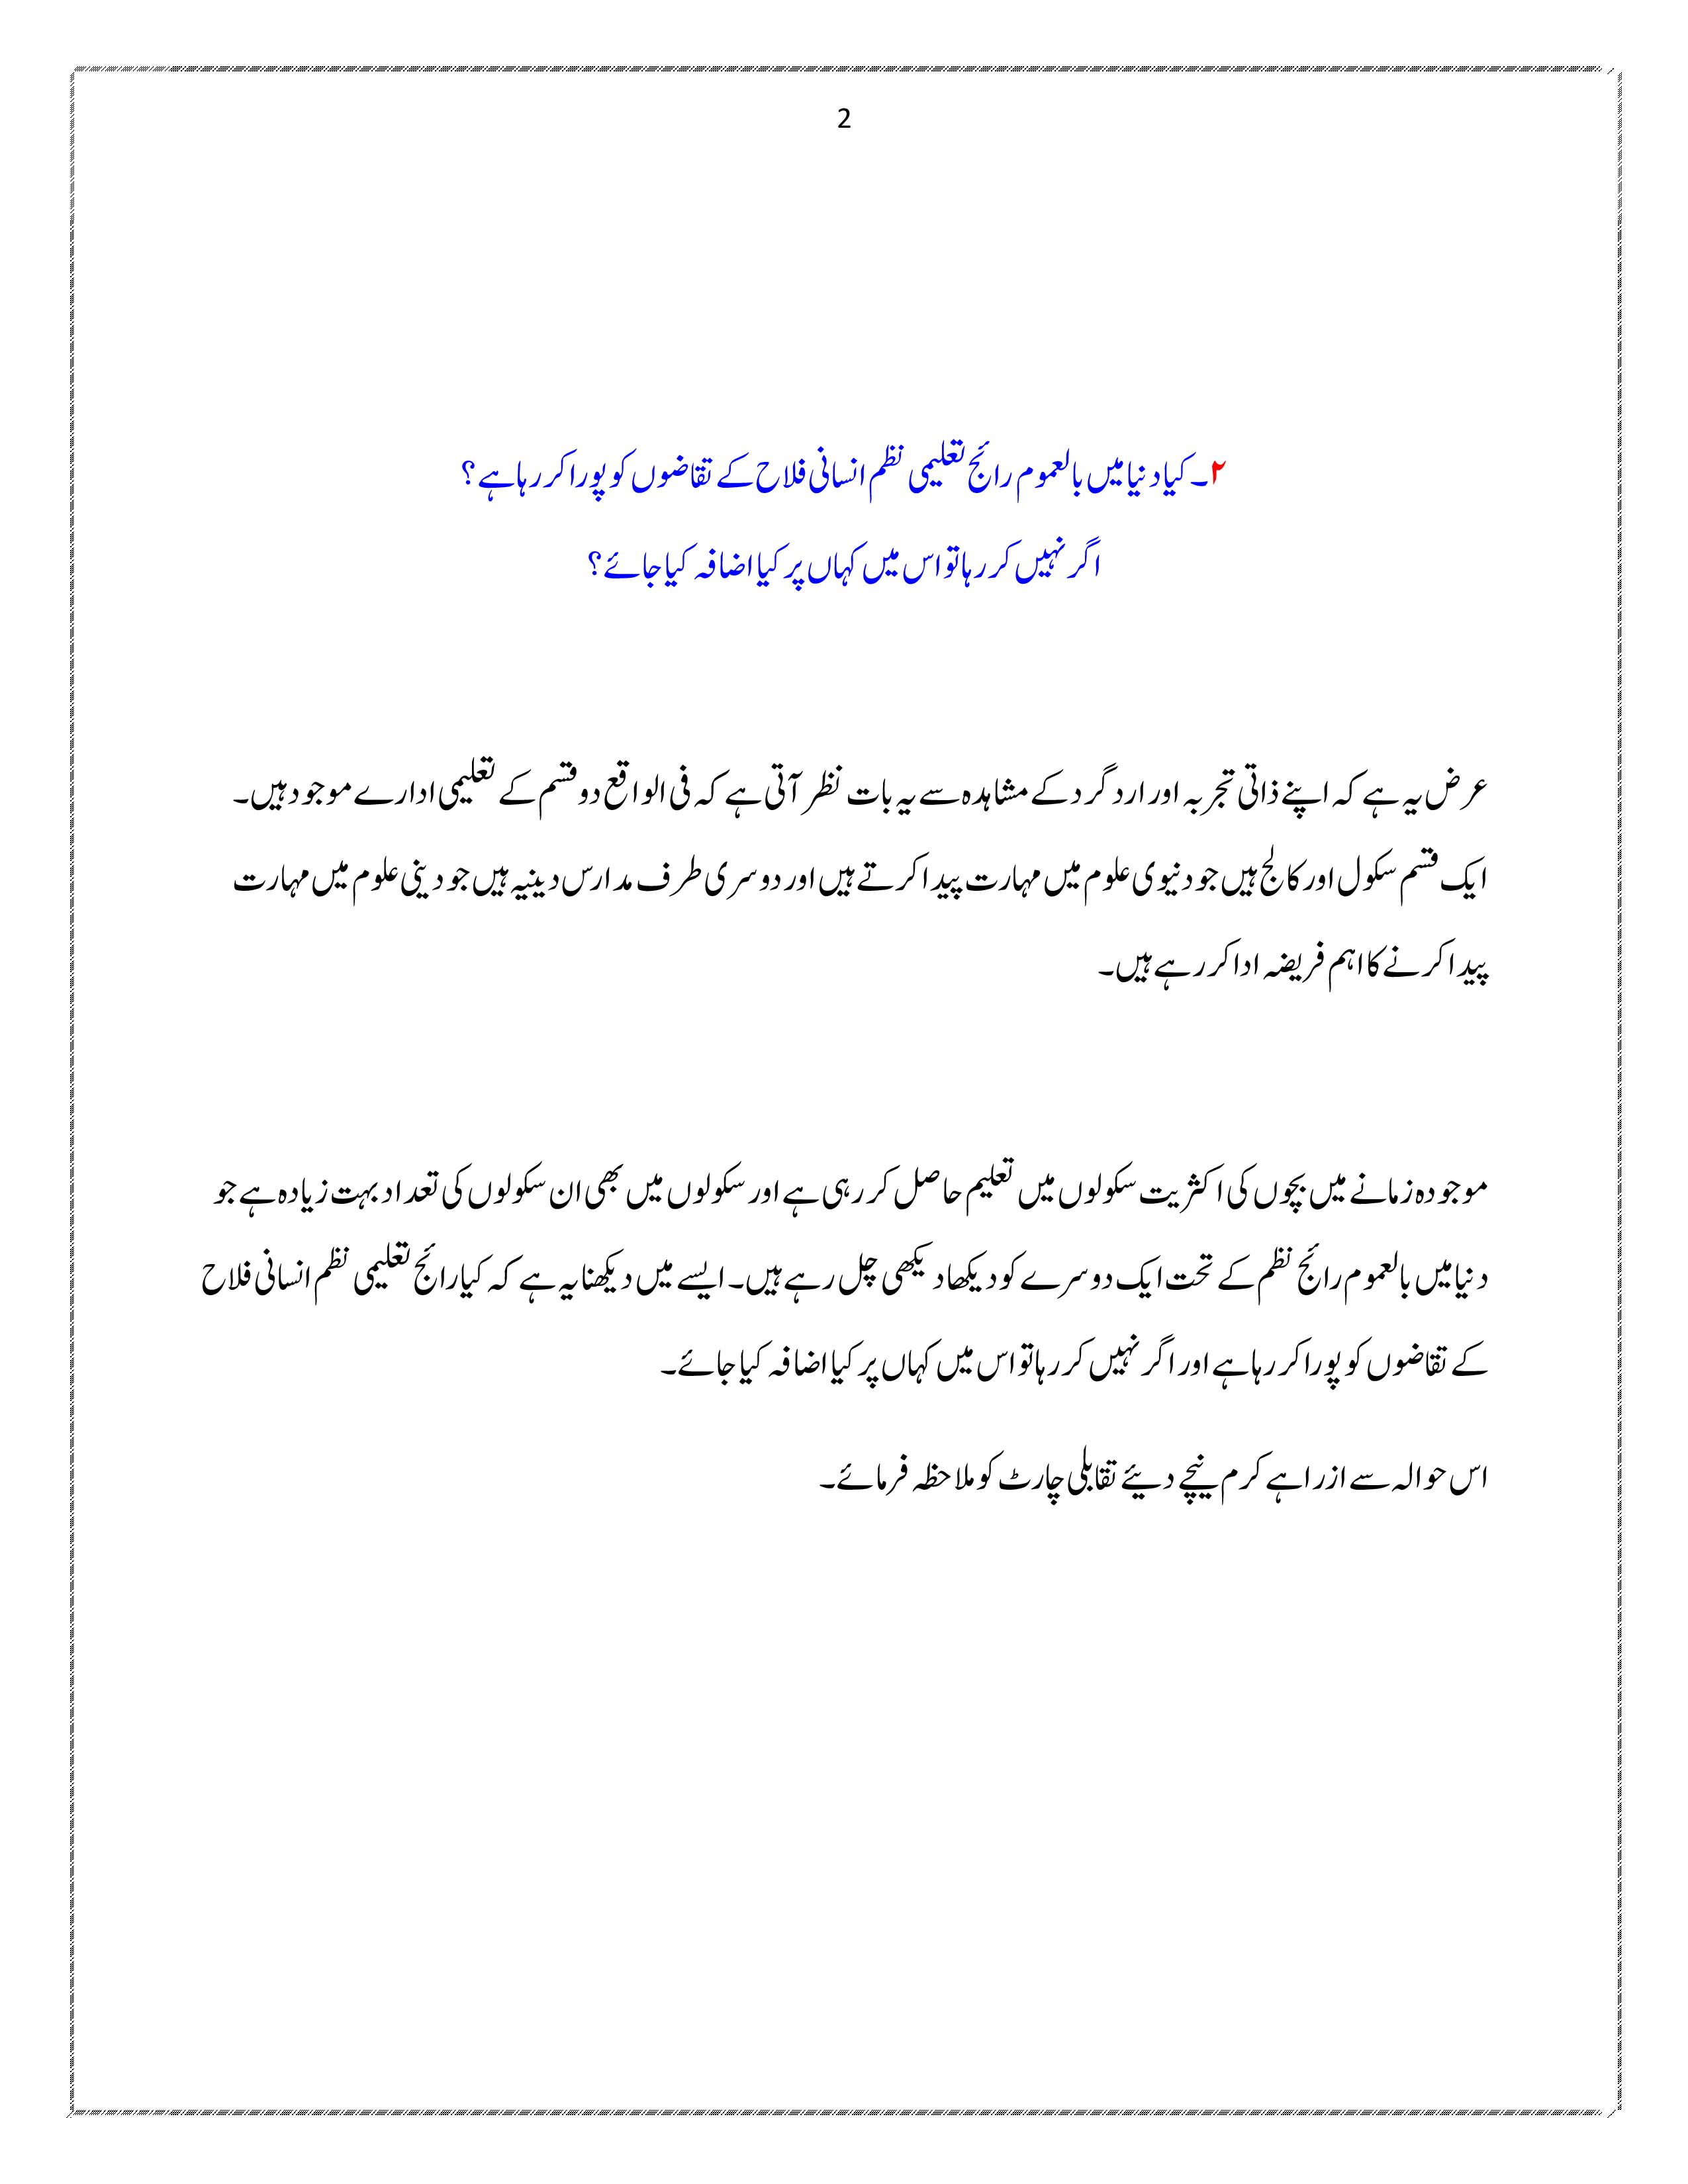 2
۲۔ کیا دنیا میں بالعموم رائج تعلیمی نظم انسانی فلاح کے تقاضوں کو پورا کر رہا ہے ؟
اگر نہیں کر رہا تو اس میں کہاں پر کیا اضافہ کیا جائے؟
عرض یہ ہے کہ اپنے ذاتی تجربہ اور ارد گرد کے مشاہدہ سے یہ بات نظر آتی ہے کہ فی الواقع دو قسم کے تعلیمی ادارے موجود ہیں۔
ایک قسم سکول اور کالج ہیں جو دنیوی علوم میں مہارت پیدا کرتے ہیں اور دوسری طرف مدارس دینیہ ہیں جو دینی علوم میں مہارت
پیدا کرنے کا اہم فریضہ ادا کر رہے ہیں۔
موجودہ زمانے میں بچوں کی اکثریت سکولوں میں تعلیم حاصل کر رہی ہے اور سکولوں میں بھی ان سکولوں کی تعداد بہت زیادہ ہے جو
دنیا میں بالعموم رائج نظم کے تحت ایک دوسرے کو دیکھا دیکھی چل رہے ہیں۔ ایسے میں دیکھنا یہ ہے کہ کیا رائج تعلیمی نظم انسانی فلاح
کے تقاضوں کو پورا کر رہا ہے اور اگر نہیں کر رہا تو اس میں کہاں پر کیا اضافہ کیا جائے۔
اس حوالہ سے از راہے کرم نیچے دیئے تقابلی چارٹ کو ملاحظہ فرمائے۔